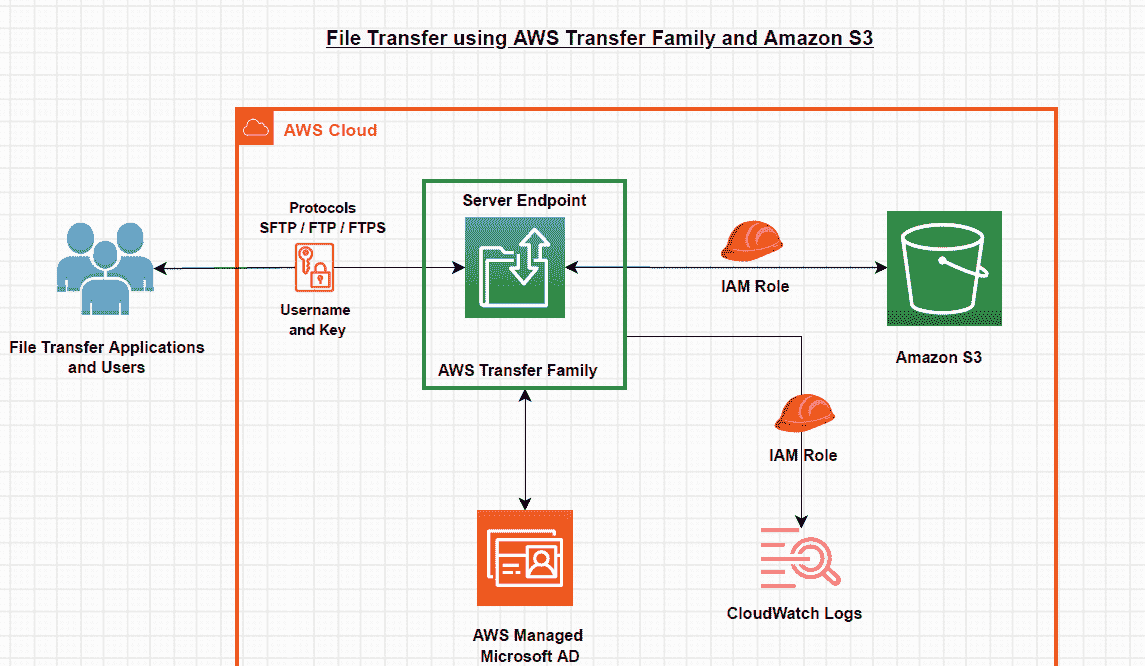 File Transfer using AWS Transfer Family and Amazon S3
AWS Cloud
Protocols
SFTP / FTP / FTPS
Username
and Key
File Transfer Applications
and Users
Server Endpoint
AWS Transfer Family
IAM Role
Amazon S3
IAM Role
CloudWatch Logs
AWS Managed
Microsoft AD